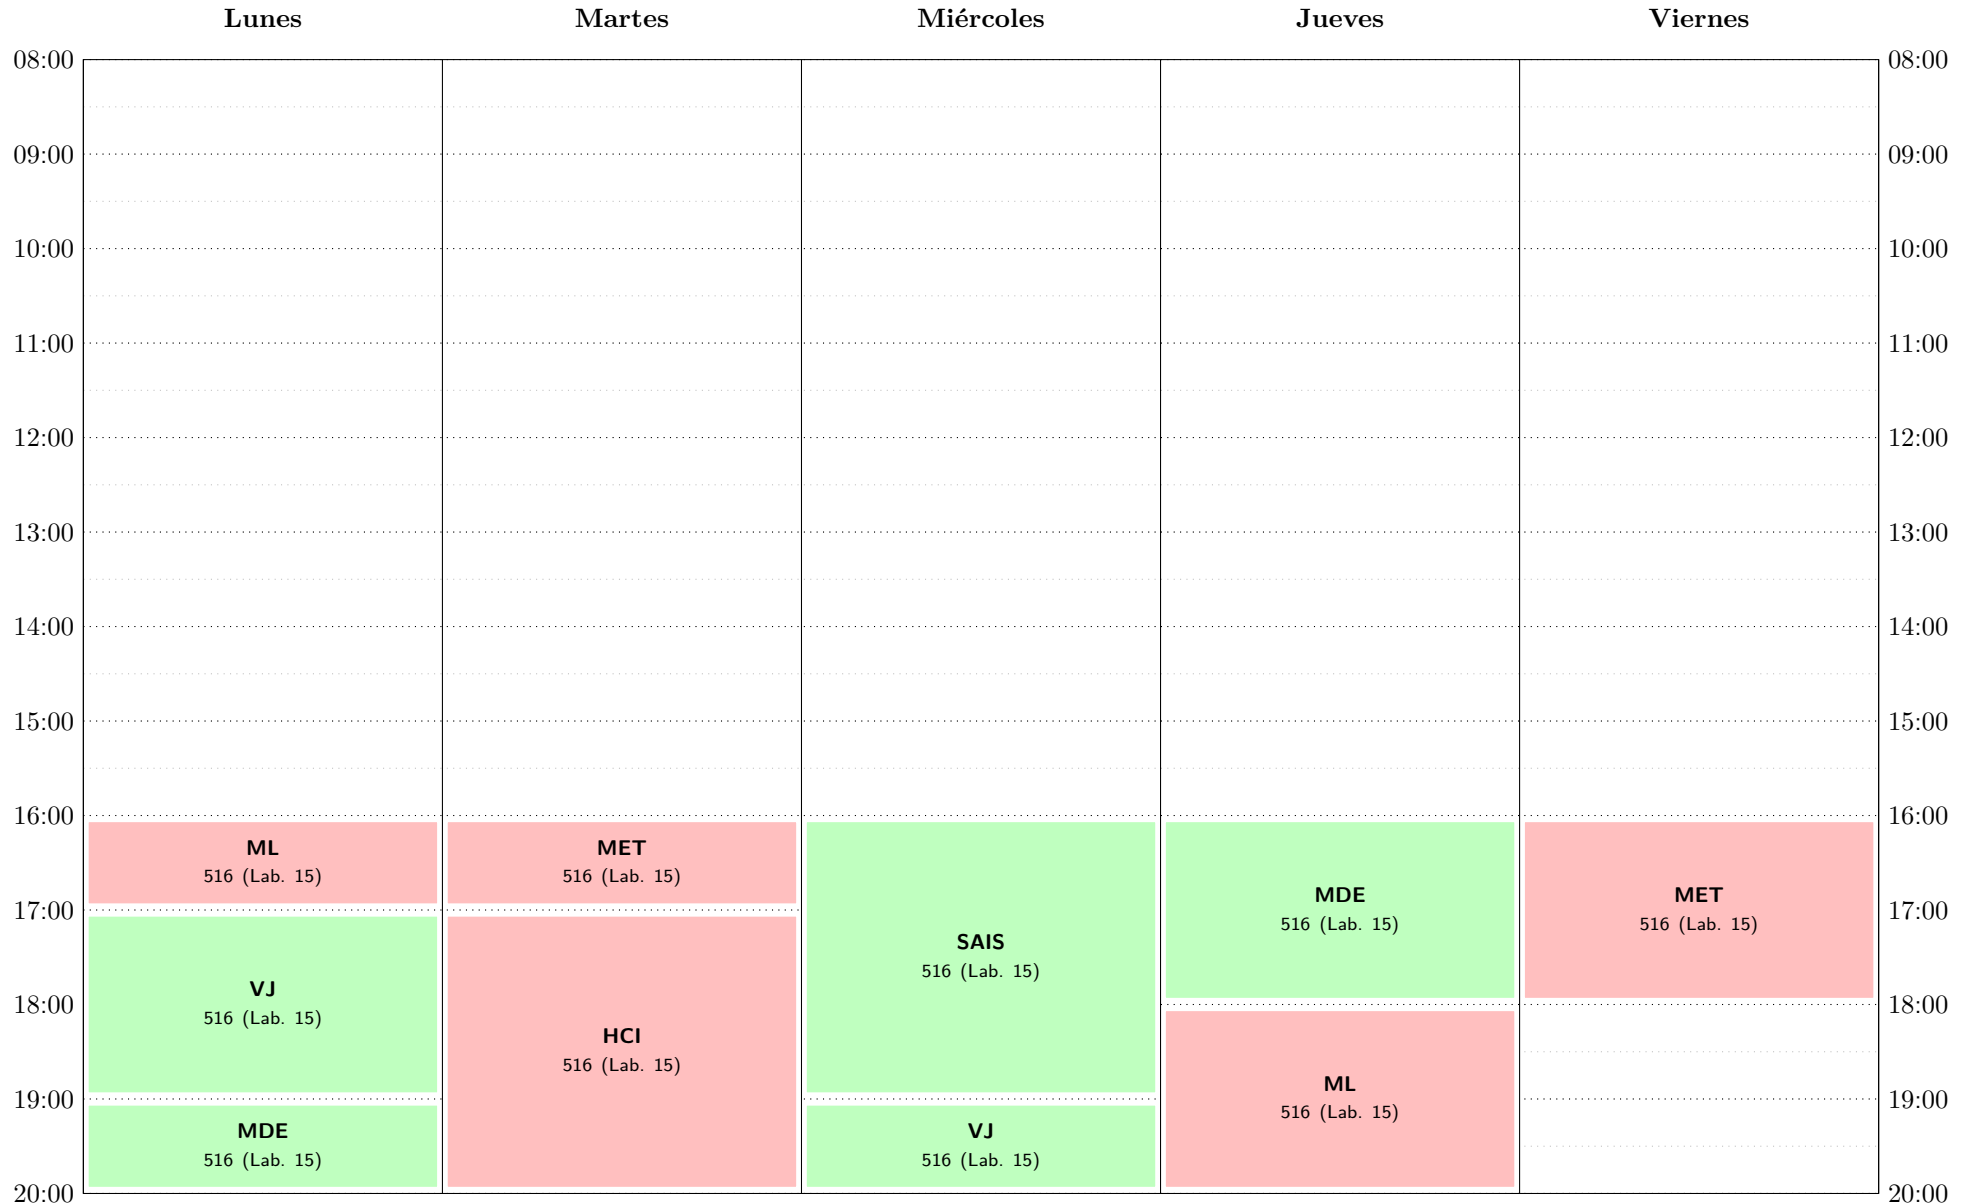 Lunes Martes Miércoles Jueves Viernes
08:00 08:00
09:00 09:00
10:00 10:00
11:00 11:00
12:00 12:00
13:00 13:00
14:00 14:00
15:00 15:00
16:00 16:00
17:00 17:00
18:00 18:00
19:00 19:00
20:00 20:00
ML
516 (Lab. 15)
VJ
516 (Lab. 15)
MDE
516 (Lab. 15)
MET
516 (Lab. 15)
HCI
516 (Lab. 15)
SAIS
516 (Lab. 15)
VJ
516 (Lab. 15)
MDE
516 (Lab. 15)
ML
516 (Lab. 15)
MET
516 (Lab. 15)